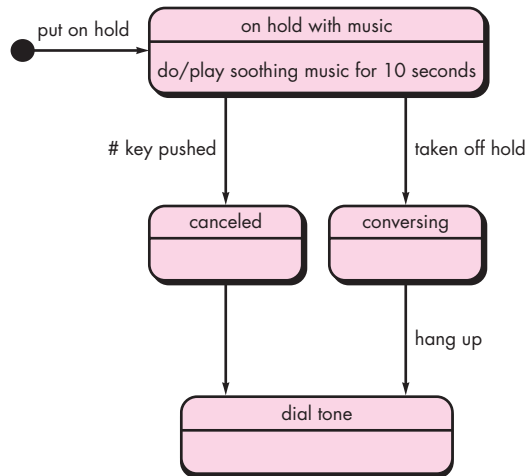 put on hold
on hold with music
do/play soothing music for 10 seconds
# key pushed
taken off hold
canceled
conversing
hang up
dial tone